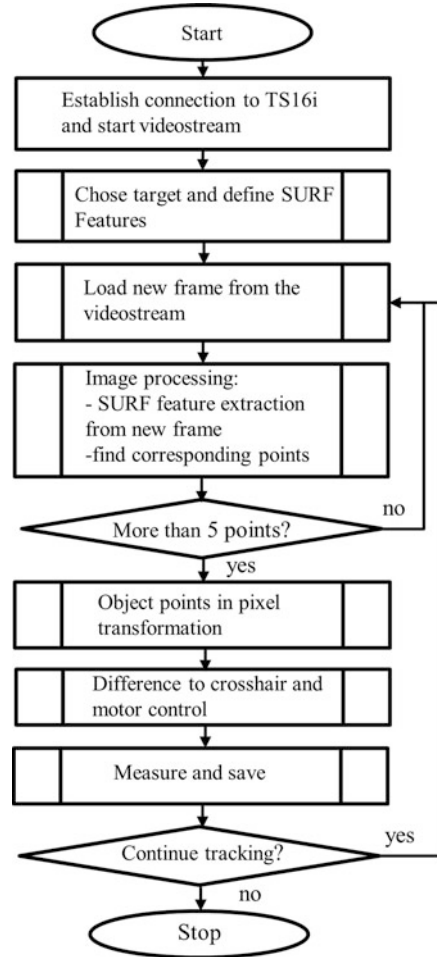 Start
Establish connection to TS16i
and start videostream
Chose target and define SURF
Features
Load new frame from the
videostream
Image processing:
- SURF feature extraction
from new frame
-find corresponding points
More than 5 points?
no
yes
Object points in pixel
transformation
Difference to crosshair and
motor control
Measure and save
Continue tracking?
yes
no
Stop